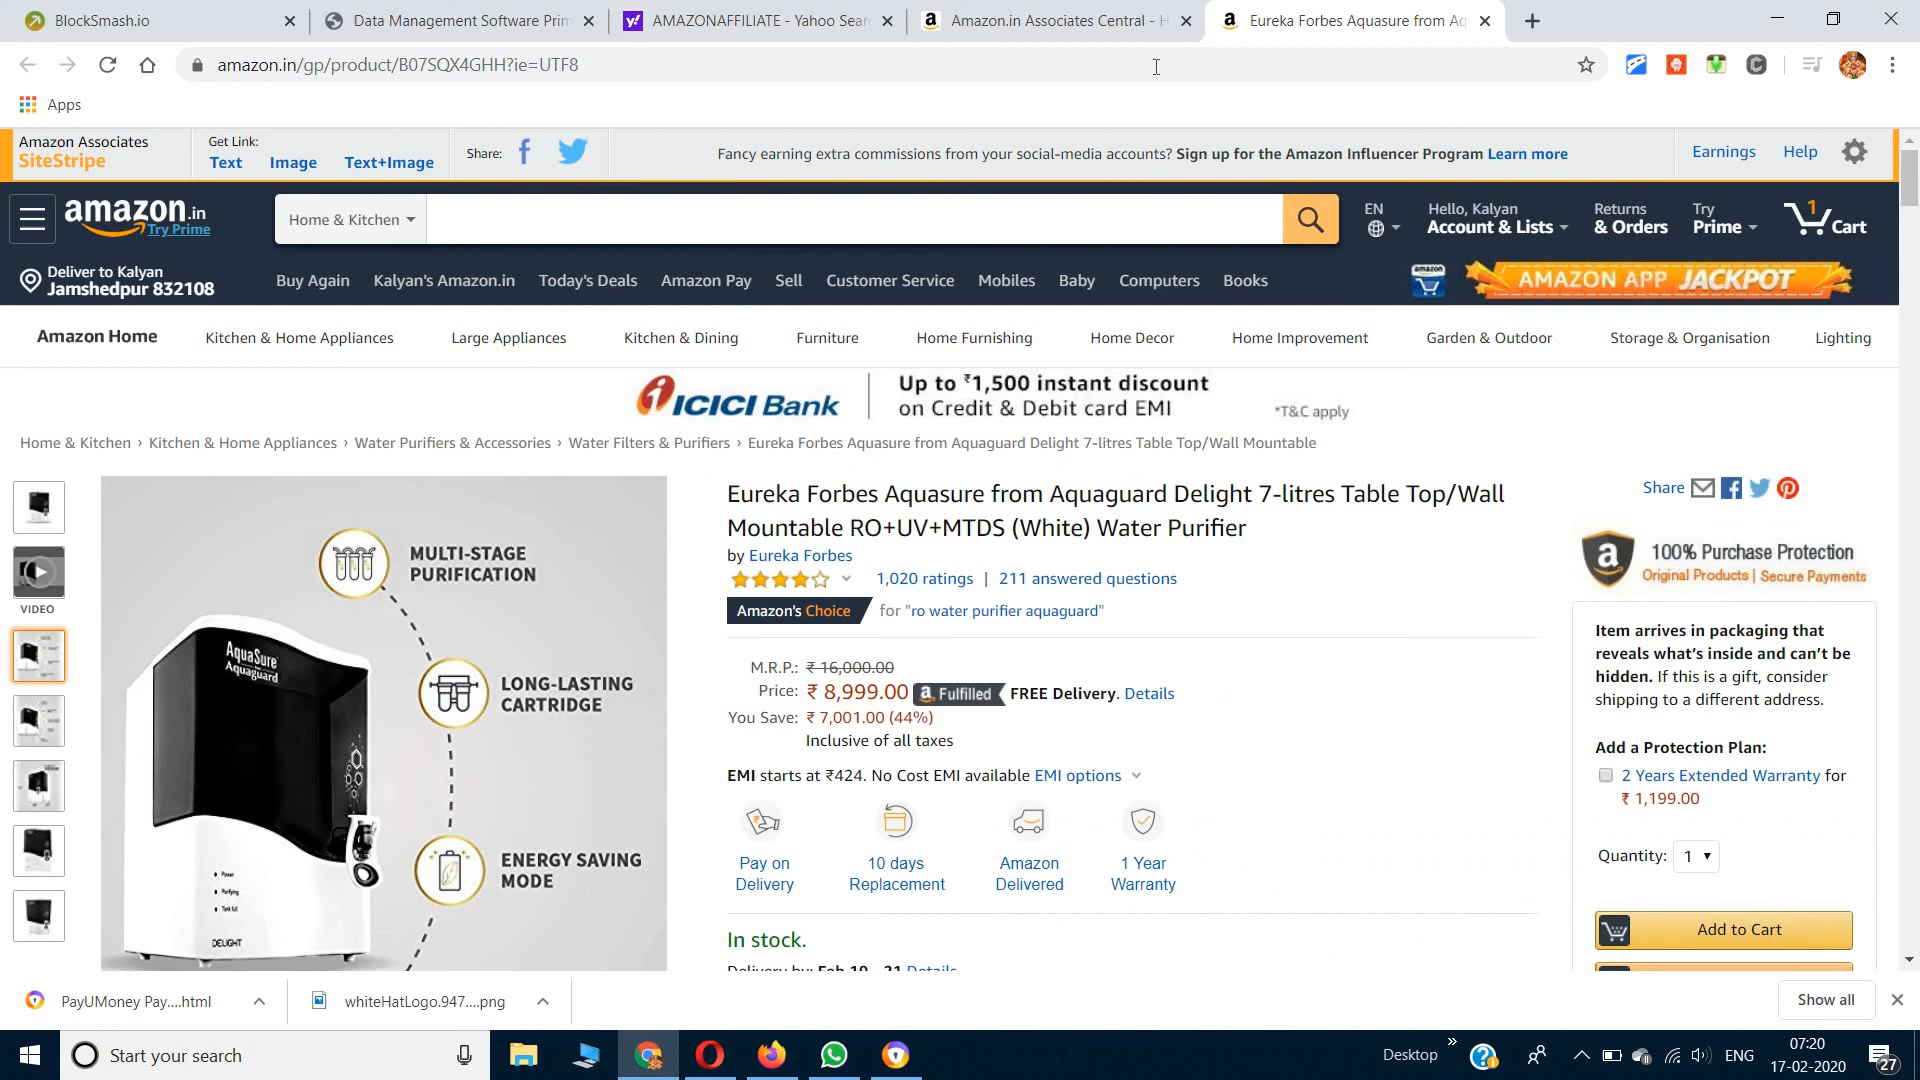 BlockSmash.io
Data Management Software Prim
AMAZONAFFILIATE - Yahoo Sear
Amazon.in Associates Central - H
Eureka Forbes Aquasure from Aq
amazon.in/gp/product/B07SQX4GHH?ie=UTF8
Apps
Amazon Associates
SiteStripe
Get Link:
Text Image Text+Image
Share:
Fancy earning extra commissions from your social-media accounts? Sign up for the Amazon Influencer Program Learn more
Earnings Help
amazon.in
Try Prime
Home & Kitchen
EN
Hello, Kalyan
Account & Lists
Returns
& Orders
Try
Prime
1
Cart
Deliver to Kalyan
Jamshedpur 832108
Buy Again Kalyan's Amazon.in Today's Deals Amazon Pay Sell Customer Service Mobiles Baby Computers Books
amazon
AMAZON APP JACKPOT
Amazon Home Kitchen & Home Appliances Large Appliances Kitchen & Dining Furniture Home Furnishing Home Decor Home Improvement Garden & Outdoor Storage & Organisation Lighting
ICICI Bank
Up to ₹1,500 instant discount
on Credit & Debit card EMI
*T&C apply
Home & Kitchen › Kitchen & Home Appliances › Water Purifiers & Accessories › Water Filters & Purifiers › Eureka Forbes Aquasure from Aquaguard Delight 7-litres Table Top/Wall Mountable
VIDEO
MULTI-STAGE
PURIFICATION
LONG-LASTING
CARTRIDGE
ENERGY SAVING
MODE
AquaSure
from
Aquaguard
Power
Purifying
Tank full
DELIGHT
Eureka Forbes Aquasure from Aquaguard Delight 7-litres Table Top/Wall
Mountable RO+UV+MTDS (White) Water Purifier
by Eureka Forbes
1,020 ratings | 211 answered questions
Amazon's Choice for "ro water purifier aquaguard"
M.R.P.: ₹ 16,000.00
Price: ₹ 8,999.00 a Fulfilled FREE Delivery. Details
You Save: ₹ 7,001.00 (44%)
Inclusive of all taxes
EMI starts at ₹424. No Cost EMI available EMI options
Pay on
Delivery
10 days
Replacement
Amazon
Delivered
1 Year
Warranty
In stock.
Delivery by: Feb 19 - 21 Details
Share
a
100% Purchase Protection
Original Products | Secure Payments
Item arrives in packaging that
reveals what's inside and can't be
hidden. If this is a gift, consider
shipping to a different address.
Add a Protection Plan:
2 Years Extended Warranty for
₹ 1,199.00
Quantity: 1
Add to Cart
PayUMoney Pay....html
whiteHatLogo.947....png
Show all
Start your search
Desktop
ENG
07:20
17-02-2020
27